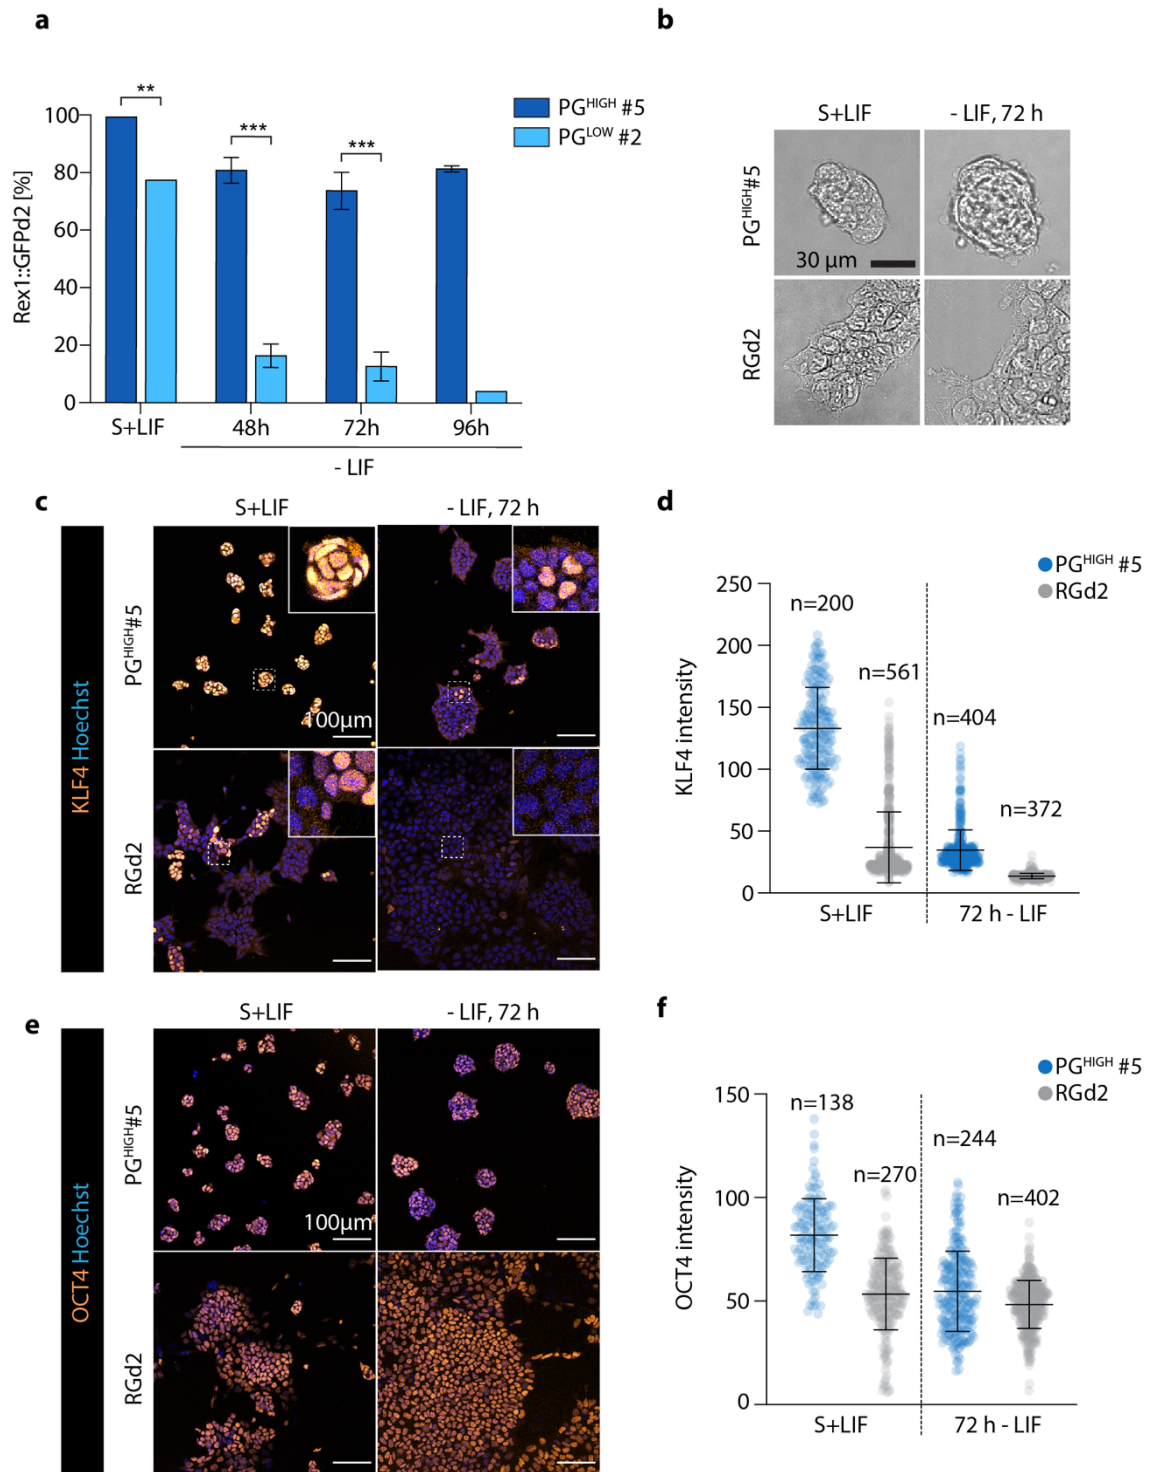 a
PGHIGH #5
PGLOW #2
Rex1::GFPd2 [%]
100
80
60
40
20
0
**
***
***
S+LIF
48h
72h
96h
- LIF
b
S+LIF
- LIF, 72 h
PGHIGH#5
RGd2
30 μm
c
S+LIF
- LIF, 72 h
KLF4 Hoechst
PGHIGH#5
RGd2
100μm
d
PGHIGH #5
RGd2
KLF4 intensity
250
200
150
100
50
0
n=200
n=561
n=404
n=372
S+LIF
72 h - LIF
e
S+LIF
- LIF, 72 h
OCT4 Hoechst
PGHIGH#5
RGd2
100μm
f
PGHIGH #5
RGd2
OCT4 intensity
150
100
50
0
n=138
n=270
n=244
n=402
S+LIF
72 h - LIF